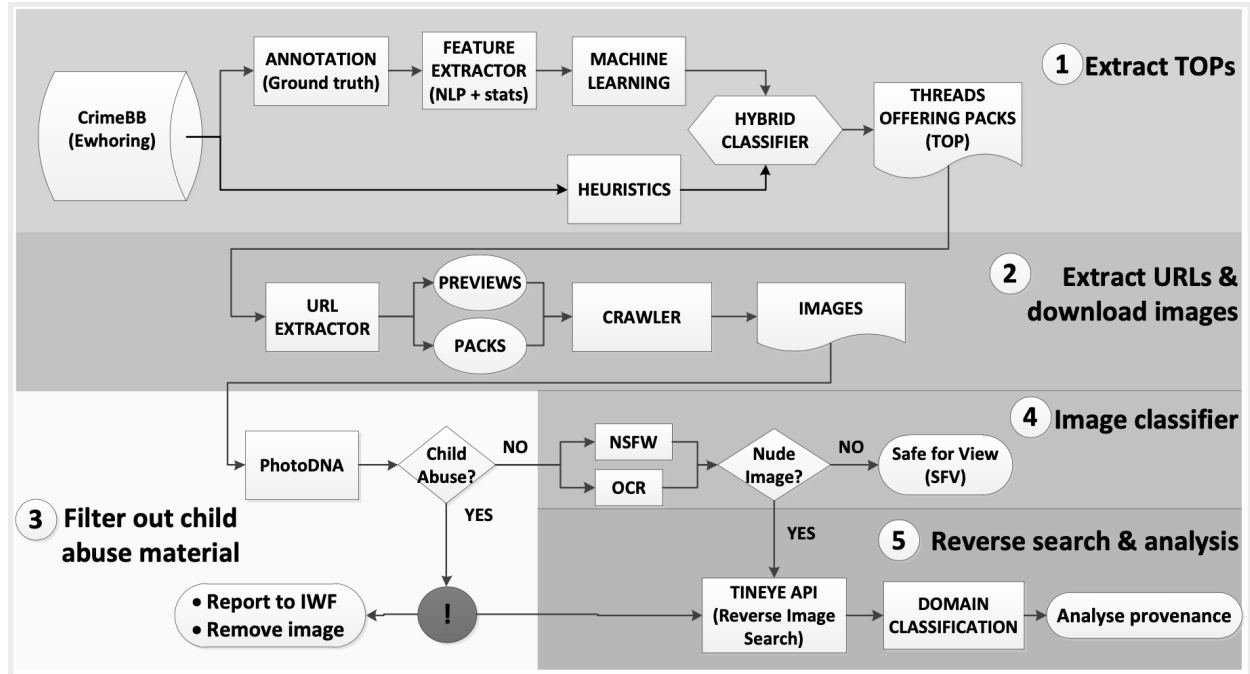 CrimeBB
(Ewhoring)
ANNOTATION
(Ground truth)
FEATURE
EXTRACTOR
(NLP + stats)
MACHINE
LEARNING
HEURISTICS
HYBRID
CLASSIFIER
THREADS
OFFERING PACKS
(TOP)
1 Extract TOPs
URL
EXTRACTOR
PREVIEWS
PACKS
CRAWLER
IMAGES
2 Extract URLs &
download images
PhotoDNA
Child
Abuse?
NO
YES
3 Filter out child
abuse material
!
• Report to IWF
• Remove image
NSFW
OCR
Nude
Image?
NO
YES
Safe for View
(SFV)
4 Image classifier
5 Reverse search & analysis
TINEYE API
(Reverse Image
Search)
DOMAIN
CLASSIFICATION
Analyse provenance